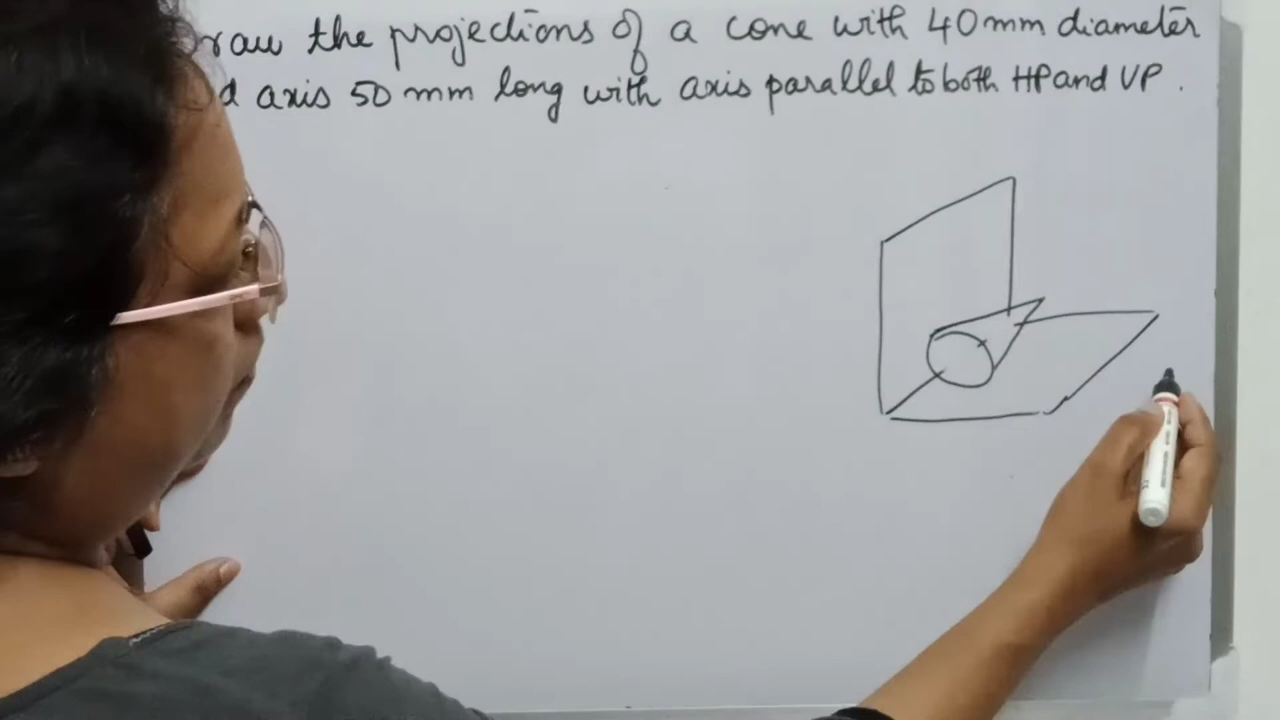 raw the projections of a cone with 40mm diameter
d axis 50 mm long with axis parallel to both HP and VP .